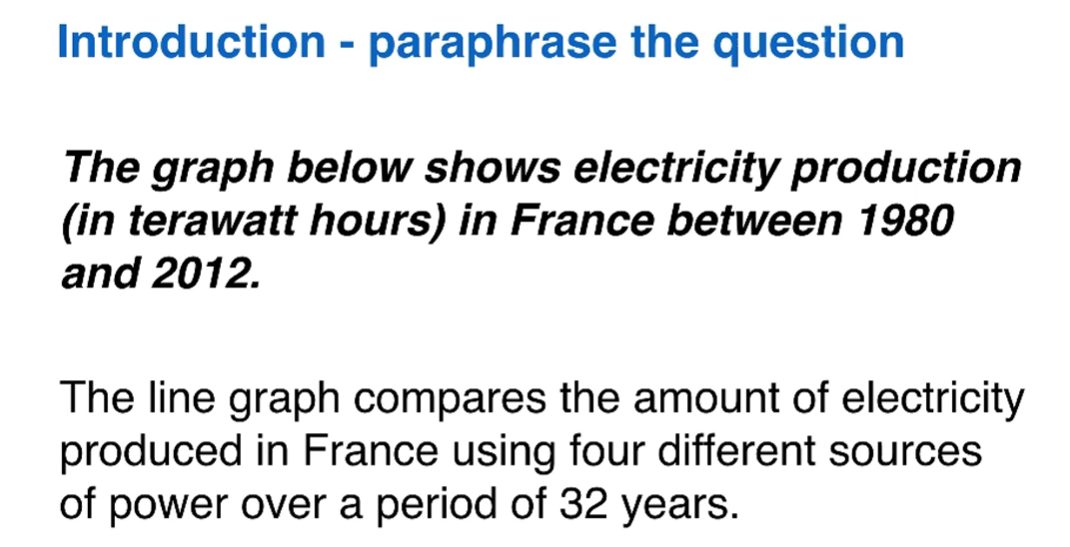 Introduction - paraphrase the question
The graph below shows electricity production
(in terawatt hours) in France between 1980
and 2012.
The line graph compares the amount of electricity
produced in France using four different sources
of power over a period of 32 years.